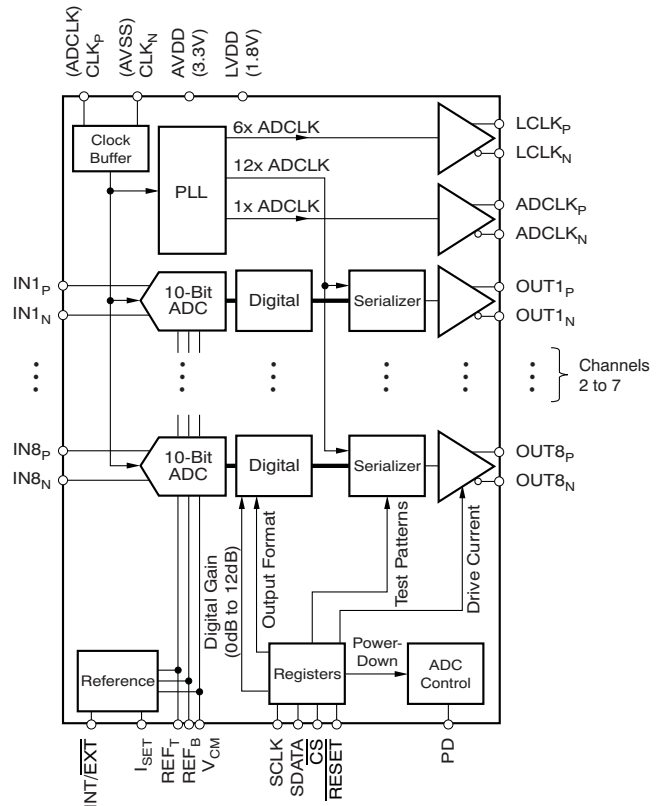 (ADCLK)
CLKP
(AVSS)
CLKN
AVDD
(3.3V)
LVDD
(1.8V)
Clock
Buffer
PLL
6x ADCLK
12x ADCLK
1x ADCLK
LCLKP
LCLKN
ADCLKP
ADCLKN
IN1P
IN1N
10-Bit
ADC
Digital
Serializer
OUT1P
OUT1N
Channels
2 to 7
IN8P
IN8N
10-Bit
ADC
Digital
Serializer
OUT8P
OUT8N
Digital Gain
(0dB to 12dB)
Output Format
Test Patterns
Drive Current
Reference
Registers
Power-
Down
ADC
Control
INT/EXT
ISET
REFT
REFB
VCM
SCLK
SDATA
CS
RESET
PD